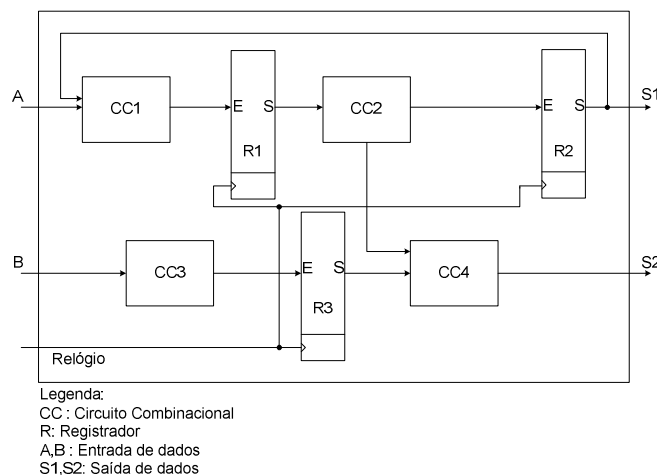 A
CC1
E S
R1
CC2
E S
R2
S1
B
CC3
E S
R3
CC4
S2
Relógio
Legenda:
CC : Circuito Combinacional
R: Registrador
A,B : Entrada de dados
S1,S2: Saída de dados